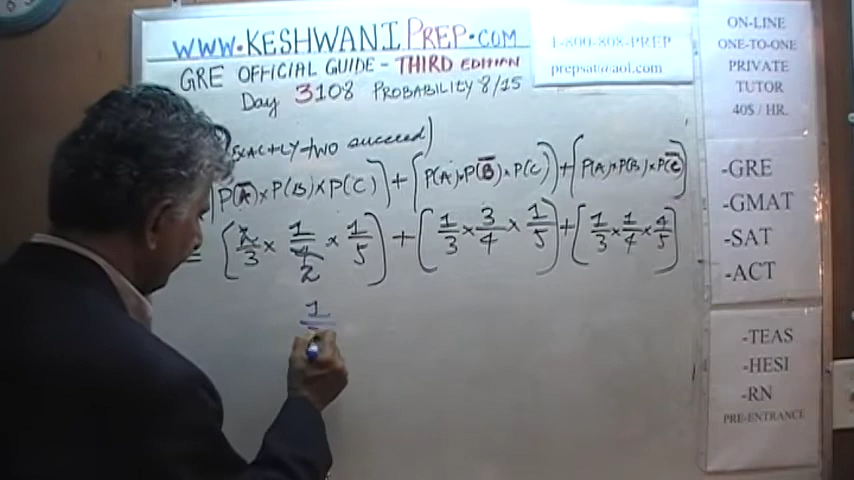 WWW.KESHWANIPREP.COM
GRE OFFICIAL GUIDE - THIRD EDITION
Day 3108 PROBABILITY 8/15
1-800-808-PREP
prepsat@aol.com
EXACTLY TWO SUCCEED)
[P(A̅)×P(B)×P(C)] + [P(A)×P(B̅)×P(C)] + [P(A)×P(B)×P(C̅)]
= [2/3 × 1/4 × 1/5] + [1/3 × 3/4 × 1/5] + [1/3 × 1/4 × 4/5]
2
1
ON-LINE
ONE-TO-ONE
PRIVATE
TUTOR
40$ / HR.
-GRE
-GMAT
-SAT
-ACT
-TEAS
-HESI
-RN
PRE-ENTRANCE